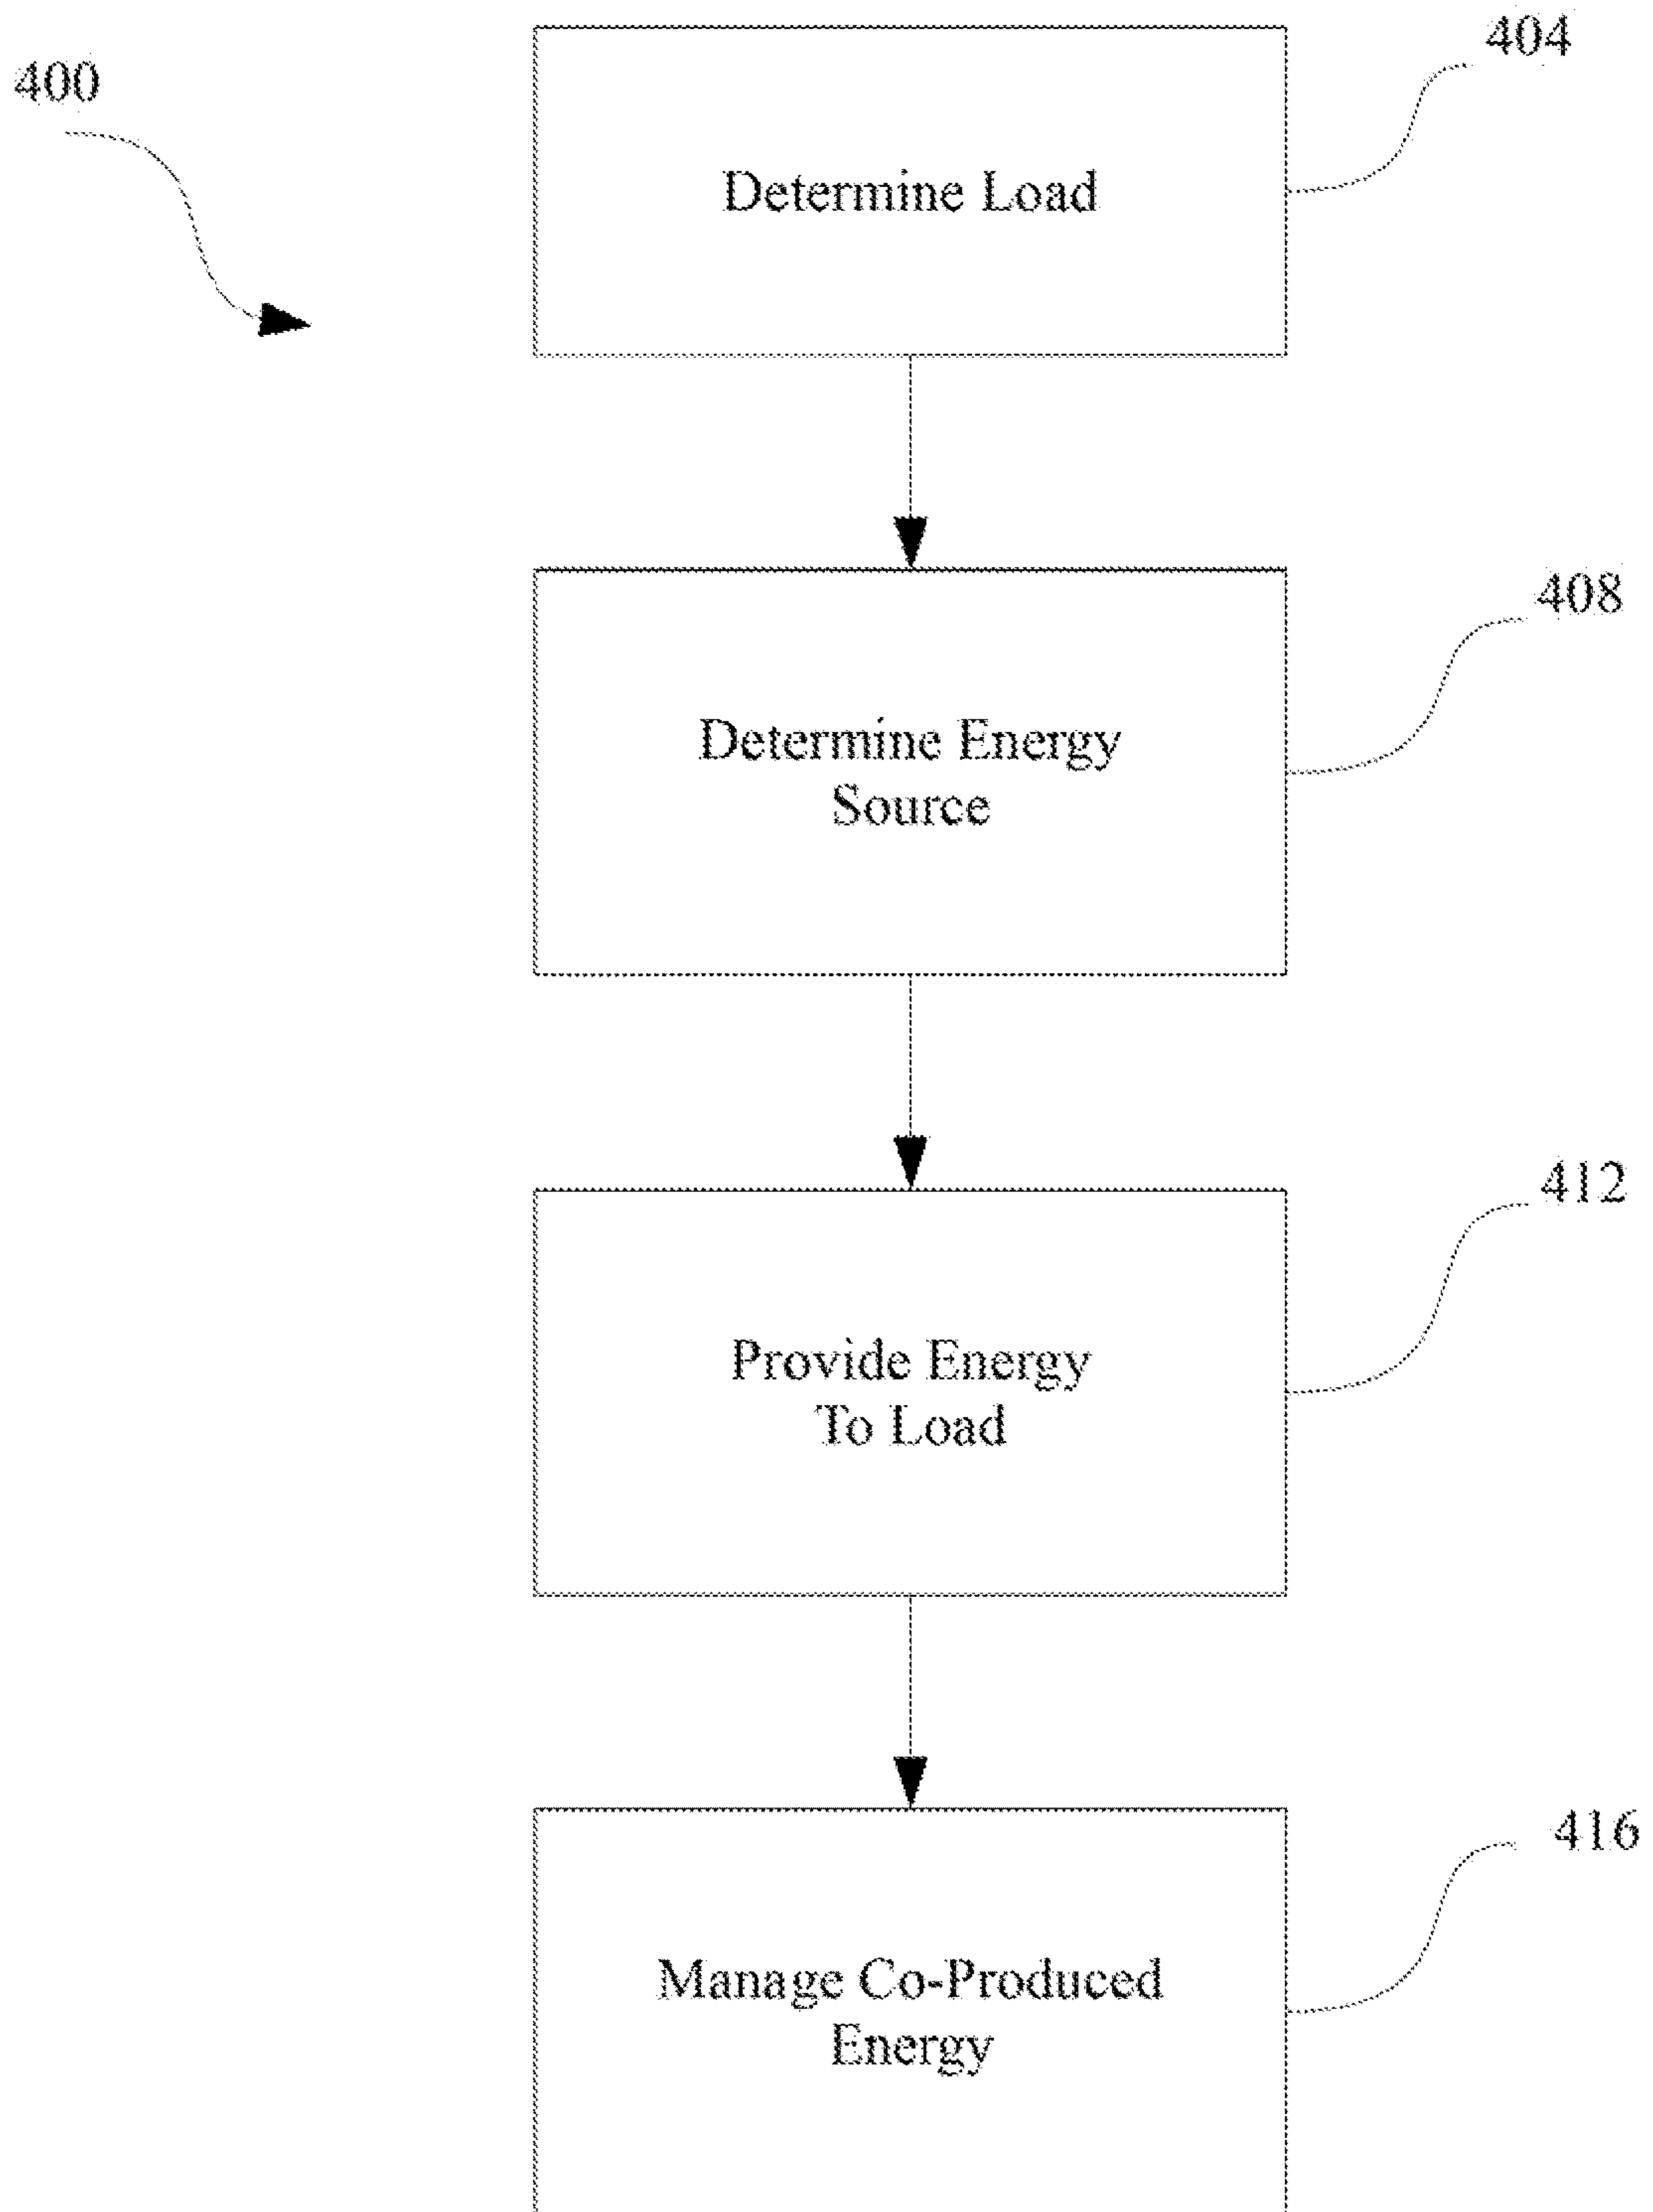 400
404
Determine Load
408
Determine Energy
Source
412
Provide Energy
To Load
416
Manage Co-Produced
Energy